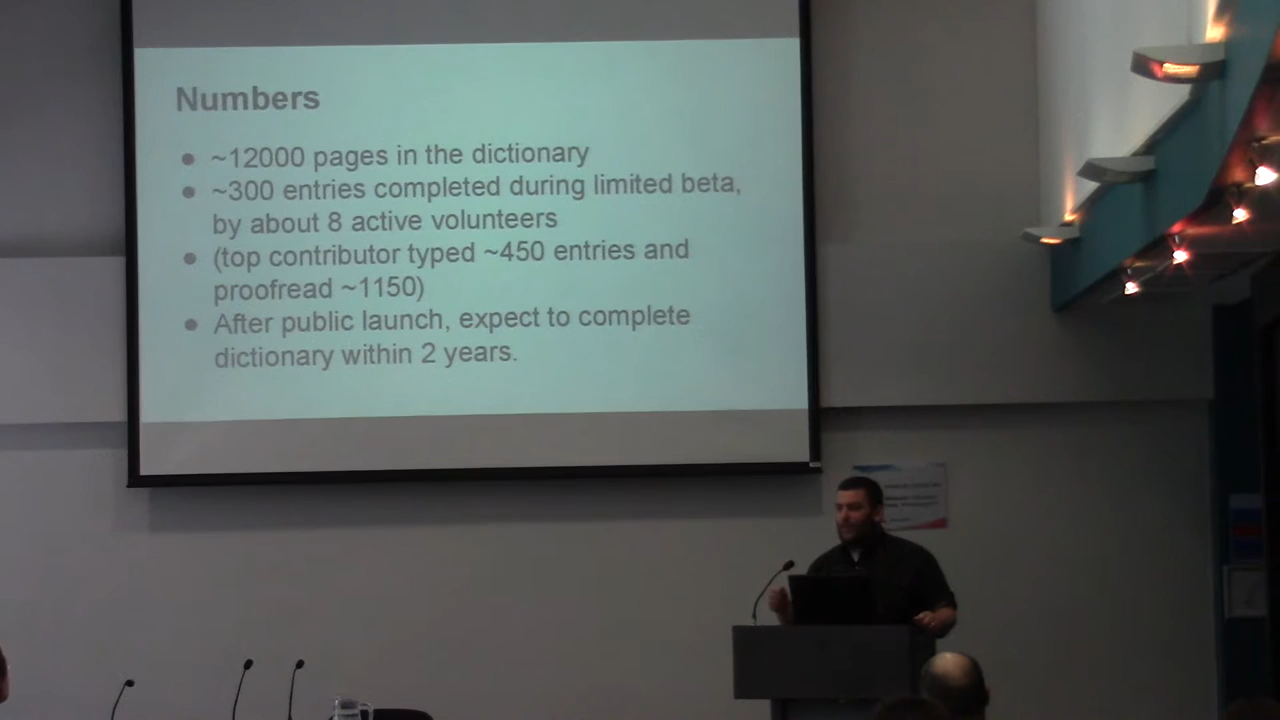 Numbers
● ~12000 pages in the dictionary
● ~300 entries completed during limited beta,
by about 8 active volunteers
● (top contributor typed ~450 entries and
proofread ~1150)
● After public launch, expect to complete
dictionary within 2 years.